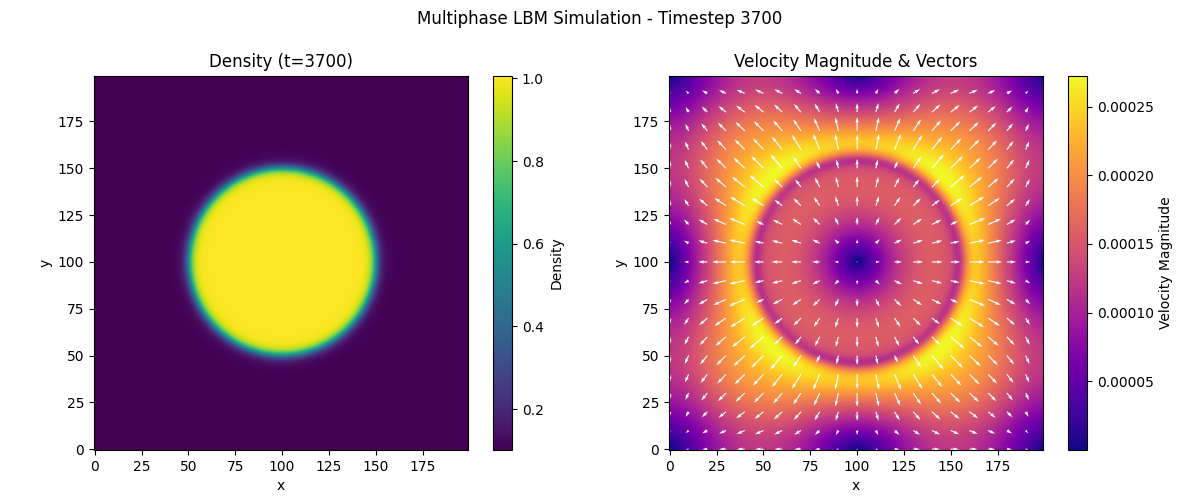 Multiphase LBM Simulation - Timestep 3700
Density (t=3700)
175
150
125
100
75
50
25
0
y
0 25 50 75 100 125 150 175
x
1.0
0.8
0.6
0.4
0.2
Density
Velocity Magnitude & Vectors
175
150
125
100
75
50
25
0
y
0 25 50 75 100 125 150 175
x
0.00025
0.00020
0.00015
0.00010
0.00005
Velocity Magnitude